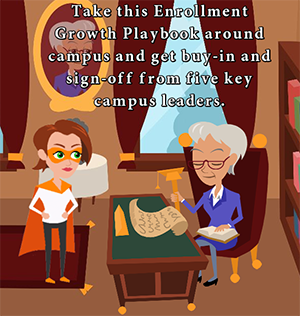 Take this Enrollment
Growth Playbook around
campus and get buy-in and
sign-off from five key
campus leaders.